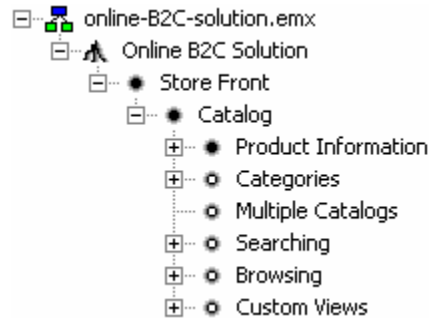 online-B2C-solution.emx
Online B2C Solution
Store Front
Catalog
Product Information
Categories
Multiple Catalogs
Searching
Browsing
Custom Views